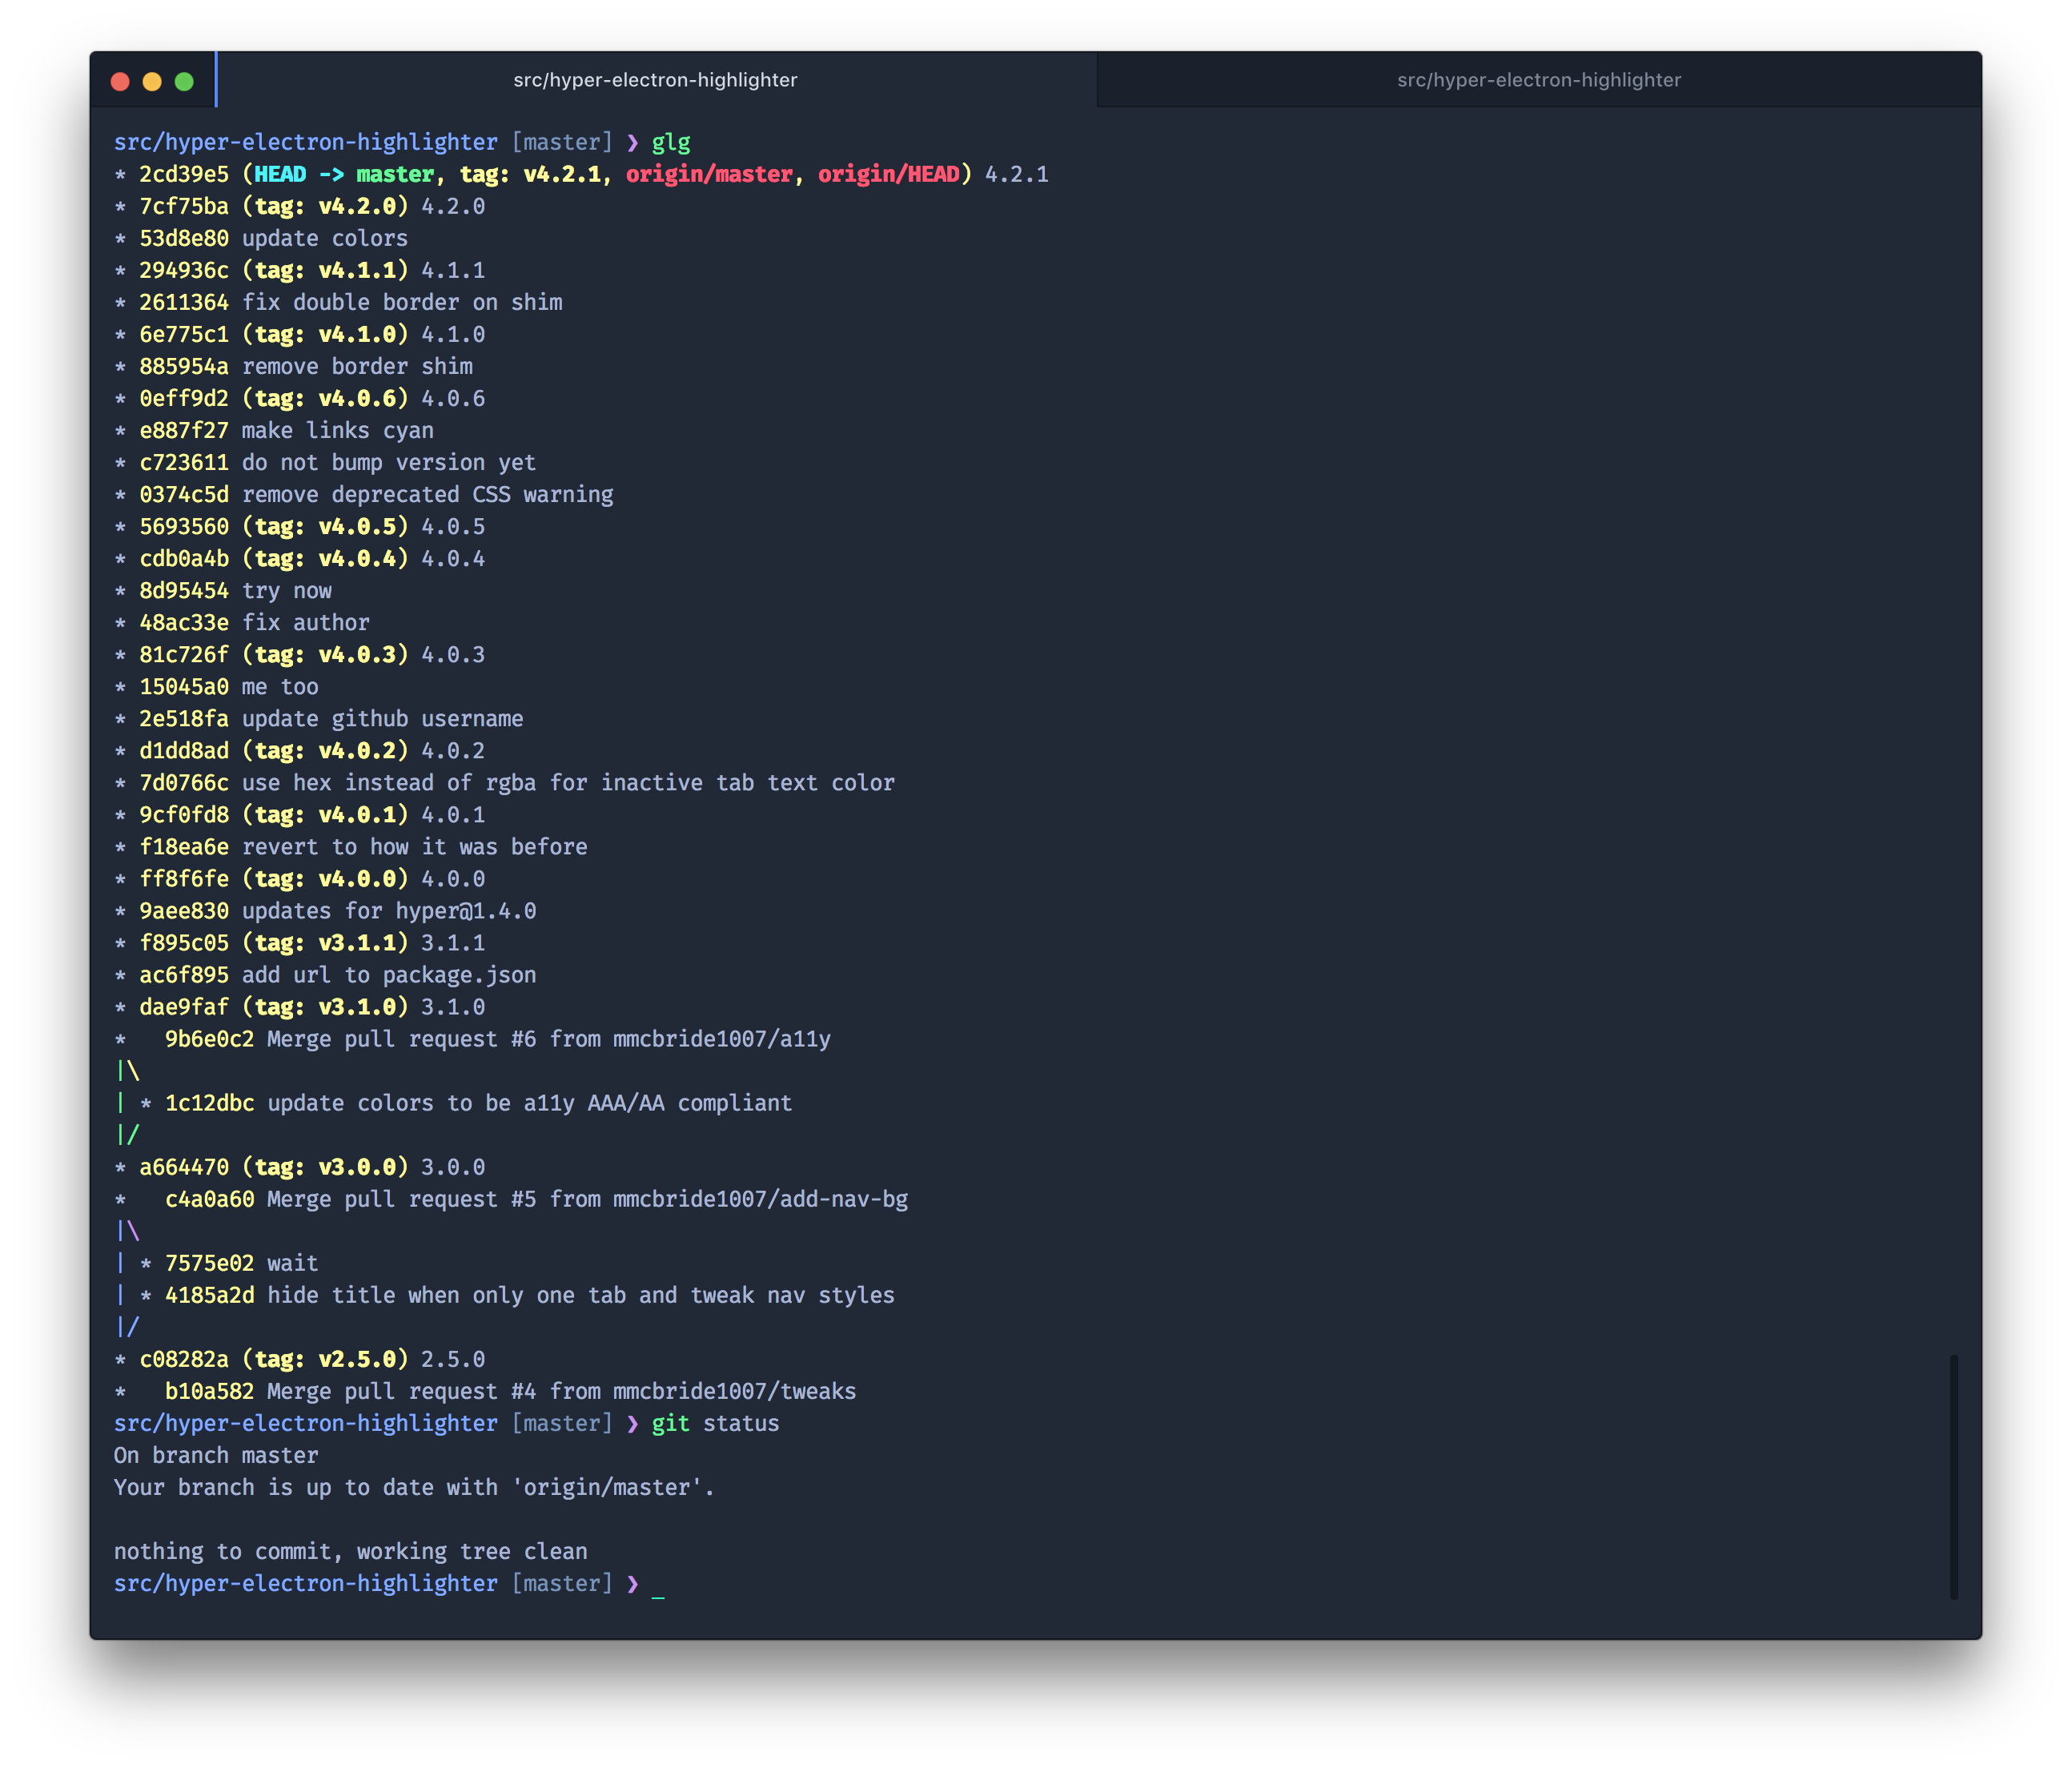 src/hyper-electron-highlighter src/hyper-electron-highlighter
src/hyper-electron-highlighter [master] ❯ glg
* 2cd39e5 (HEAD -> master, tag: v4.2.1, origin/master, origin/HEAD) 4.2.1
* 7cf75ba (tag: v4.2.0) 4.2.0
* 53d8e80 update colors
* 294936c (tag: v4.1.1) 4.1.1
* 2611364 fix double border on shim
* 6e775c1 (tag: v4.1.0) 4.1.0
* 885954a remove border shim
* 0eff9d2 (tag: v4.0.6) 4.0.6
* e887f27 make links cyan
* c723611 do not bump version yet
* 0374c5d remove deprecated CSS warning
* 5693560 (tag: v4.0.5) 4.0.5
* cdb0a4b (tag: v4.0.4) 4.0.4
* 8d95454 try now
* 48ac33e fix author
* 81c726f (tag: v4.0.3) 4.0.3
* 15045a0 me too
* 2e518fa update github username
* d1dd8ad (tag: v4.0.2) 4.0.2
* 7d0766c use hex instead of rgba for inactive tab text color
* 9cf0fd8 (tag: v4.0.1) 4.0.1
* f18ea6e revert to how it was before
* ff8f6fe (tag: v4.0.0) 4.0.0
* 9aee830 updates for hyper@1.4.0
* f895c05 (tag: v3.1.1) 3.1.1
* ac6f895 add url to package.json
* dae9faf (tag: v3.1.0) 3.1.0
*   9b6e0c2 Merge pull request #6 from mmcbride1007/a11y
|\
| * 1c12dbc update colors to be a11y AAA/AA compliant
|/
* a664470 (tag: v3.0.0) 3.0.0
*   c4a0a60 Merge pull request #5 from mmcbride1007/add-nav-bg
|\
| * 7575e02 wait
| * 4185a2d hide title when only one tab and tweak nav styles
|/
* c08282a (tag: v2.5.0) 2.5.0
*   b10a582 Merge pull request #4 from mmcbride1007/tweaks
src/hyper-electron-highlighter [master] ❯ git status
On branch master
Your branch is up to date with 'origin/master'.
nothing to commit, working tree clean
src/hyper-electron-highlighter [master] ❯ _